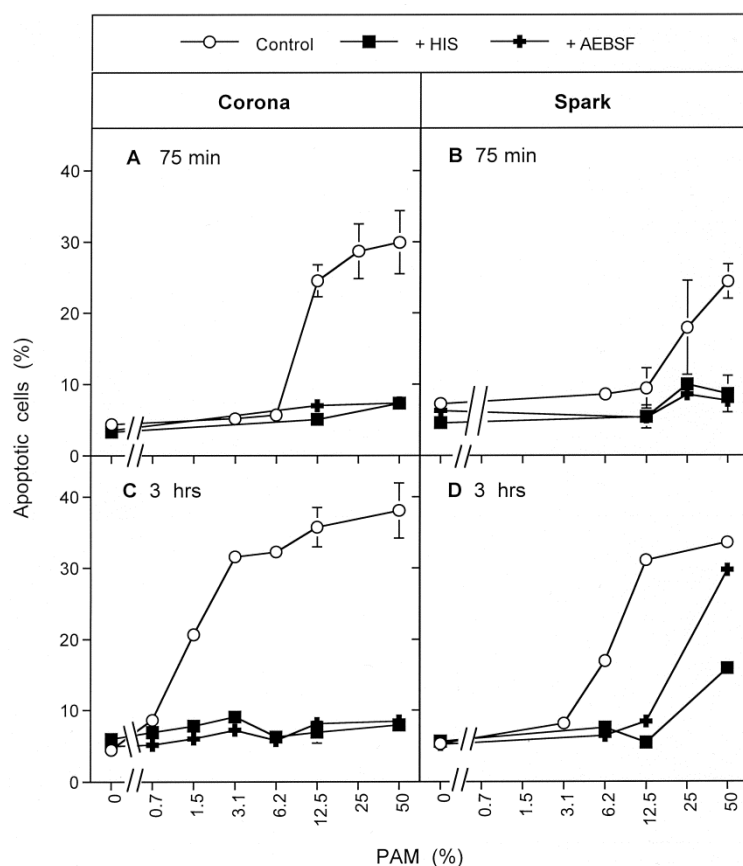 Control + HIS + AEBSF
Corona Spark
A 75 min B 75 min
40
30
20
10
0
C 3 hrs D 3 hrs
40
30
20
10
0
Apoptotic cells (%)
0 0.7 1.5 3.1 6.2 12.5 25 50 0 0.7 1.5 3.1 6.2 12.5 25 50
PAM (%)